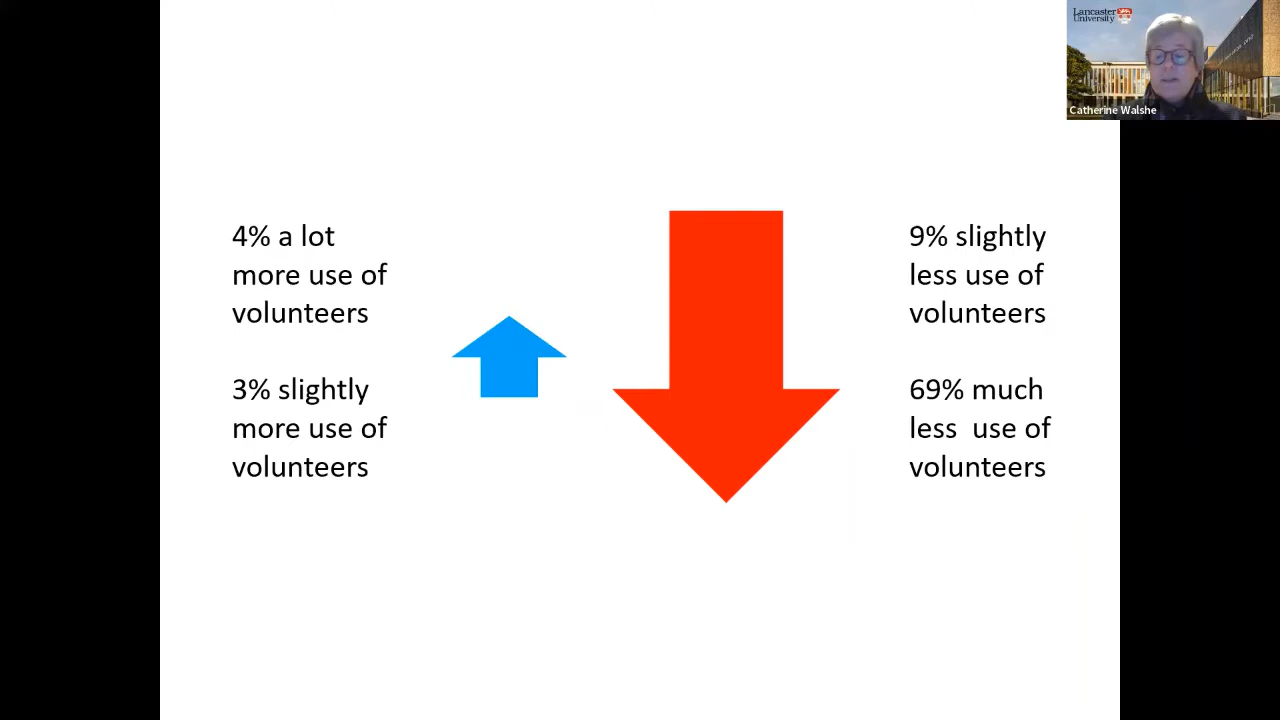 Lancaster
University
Catherine Walshe
4% a lot
more use of
volunteers
3% slightly
more use of
volunteers
9% slightly
less use of
volunteers
69% much
less  use of
volunteers